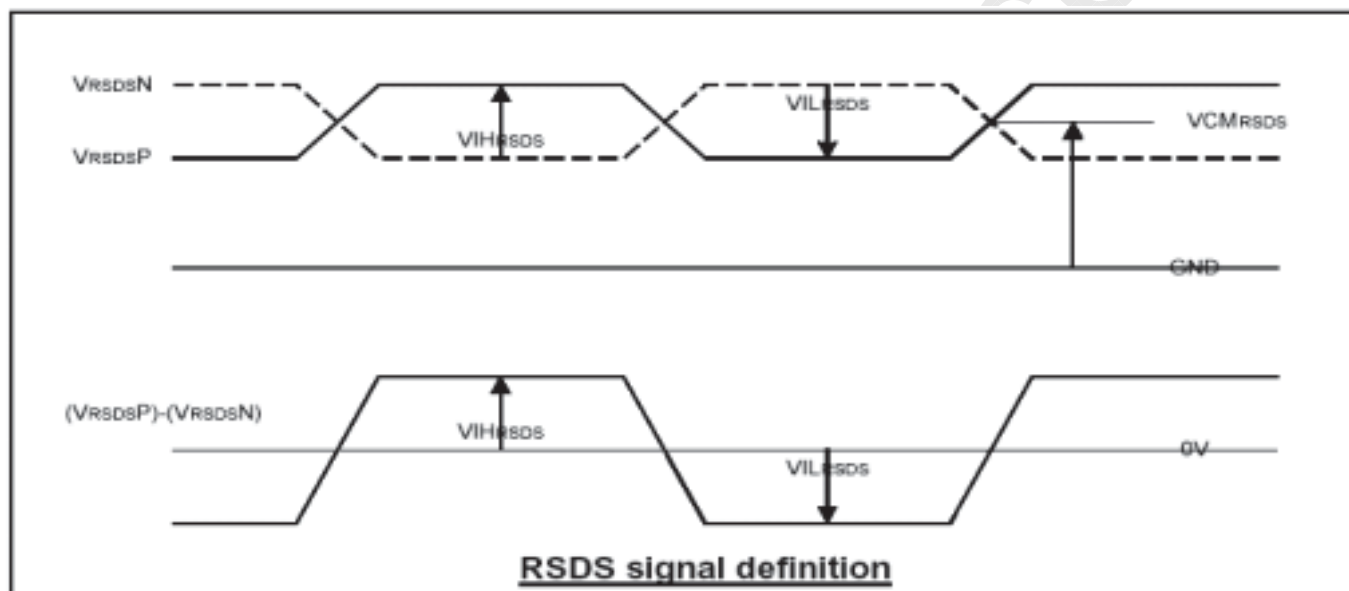 VRSDSN
VILRSDS
VCMRSDS
VIHRSDS
VRSDSP
GND
(VRSDSP)-(VRSDSN)
VIHRSDS
0V
VILRSDS
RSDS signal definition